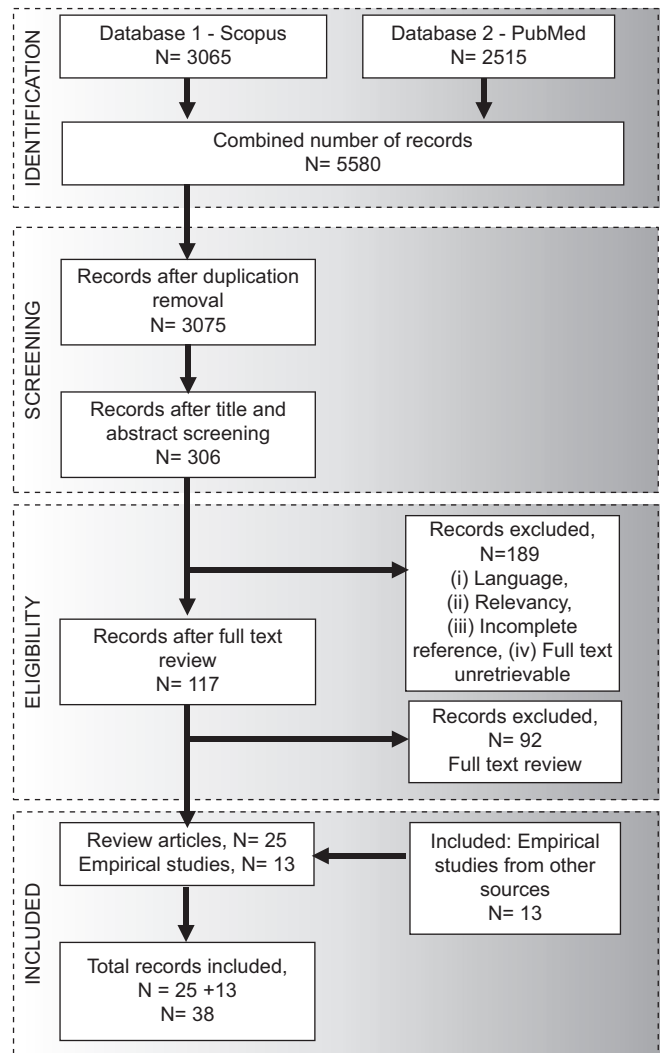 IDENTIFICATION
Database 1 - Scopus
N= 3065
Database 2 - PubMed
N= 2515
Combined number of records
N= 5580
SCREENING
Records after duplication
removal
N= 3075
Records after title and
abstract screening
N= 306
ELIGIBILITY
Records excluded,
N=189
(i) Language,
(ii) Relevancy,
(iii) Incomplete
reference, (iv) Full text
unretrievable
Records after full text
review
N= 117
Records excluded,
N= 92
Full text review
INCLUDED
Review articles, N= 25
Empirical studies, N= 13
Included: Empirical
studies from other
sources
N= 13
Total records included,
N = 25 +13
N= 38